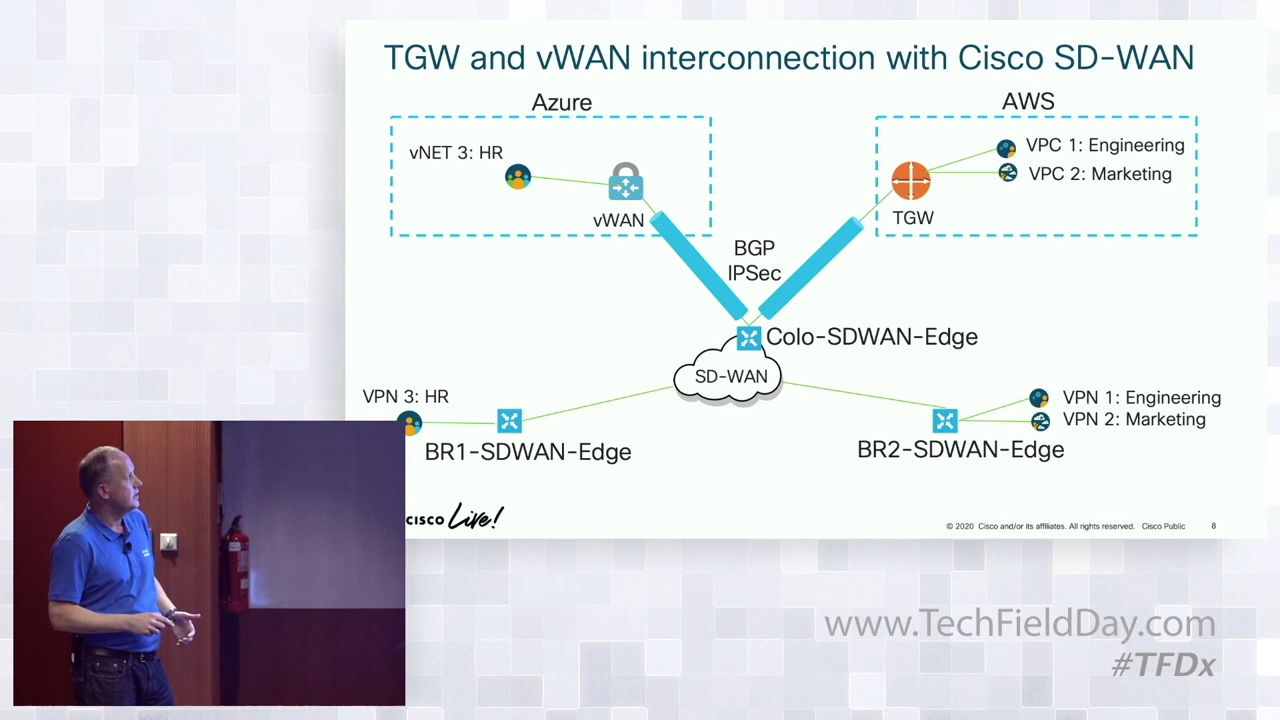 TGW and vWAN interconnection with Cisco SD-WAN
Azure
AWS
vNET 3: HR
vWAN
VPC 1: Engineering
VPC 2: Marketing
TGW
BGP
IPSec
Colo-SDWAN-Edge
SD-WAN
VPN 3: HR
BR1-SDWAN-Edge
VPN 1: Engineering
VPN 2: Marketing
BR2-SDWAN-Edge
CISCO Live!
© 2020 Cisco and/or its affiliates. All rights reserved. Cisco Public 8
www.TechFieldDay.com
#TFDx